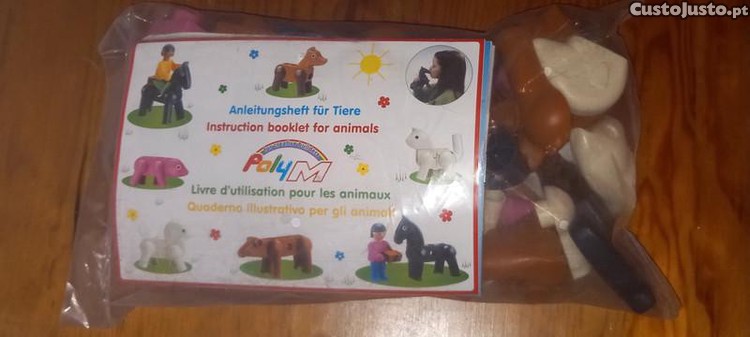 CustoJusto.pt
Anleitungsheft für Tiere
Instruction booklet for animals
Poly M
Livre d'utilisation pour les animaux
Quaderno illustrativo per gli animali